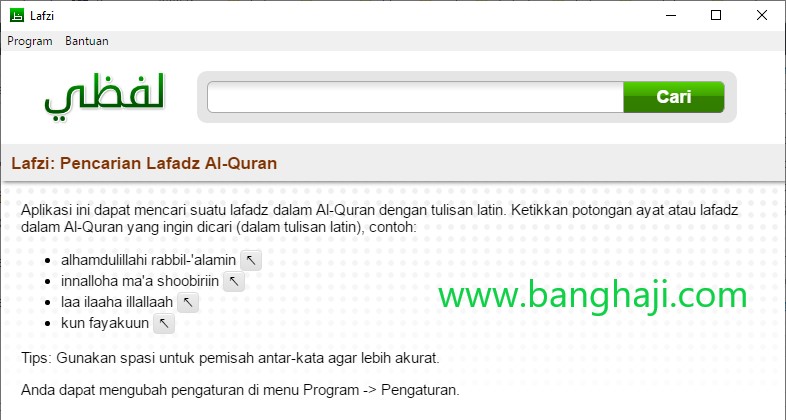 Lafzi
Program Bantuan
لفظي
Cari
Lafzi: Pencarian Lafadz Al-Quran
Aplikasi ini dapat mencari suatu lafadz dalam Al-Quran dengan tulisan latin. Ketikkan potongan ayat atau lafadz
dalam Al-Quran yang ingin dicari (dalam tulisan latin), contoh:
alhamdulillahi rabbil-'alamin
innalloha ma'a shoobiriin
laa ilaaha illallaah
kun fayakuun
www.banghaji.com
Tips: Gunakan spasi untuk pemisah antar-kata agar lebih akurat.
Anda dapat mengubah pengaturan di menu Program -> Pengaturan.